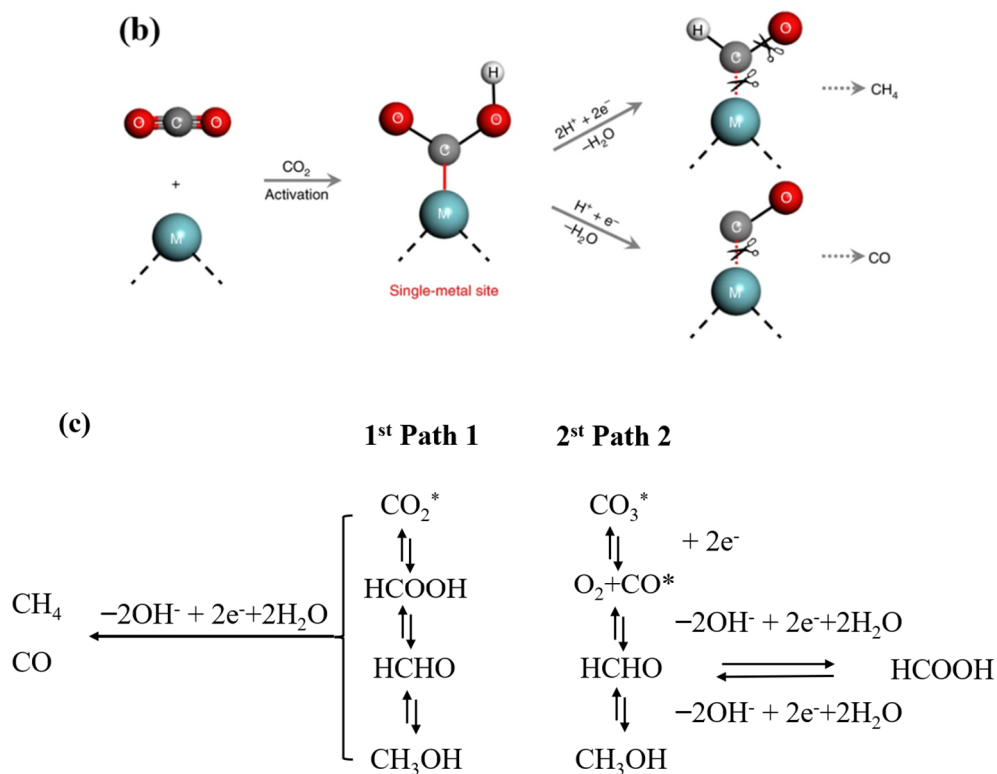 (b)
H
O
C
O C O
H
O
O
C
M
2H⁺ + 2e⁻
–H₂O
CH₄
+
CO₂
Activation
M
M
H⁺ + e⁻
–H₂O
O
C
CO
M
Single-metal site
(c)
1ˢᵗ Path 1
2ˢᵗ Path 2
CO₂*
CO₃*
+ 2e⁻
HCOOH
O₂+CO*
CH₄
−2OH⁻ + 2e⁻+2H₂O
−2OH⁻ + 2e⁻+2H₂O
CO
HCHO
HCHO
HCOOH
−2OH⁻ + 2e⁻+2H₂O
CH₃OH
CH₃OH